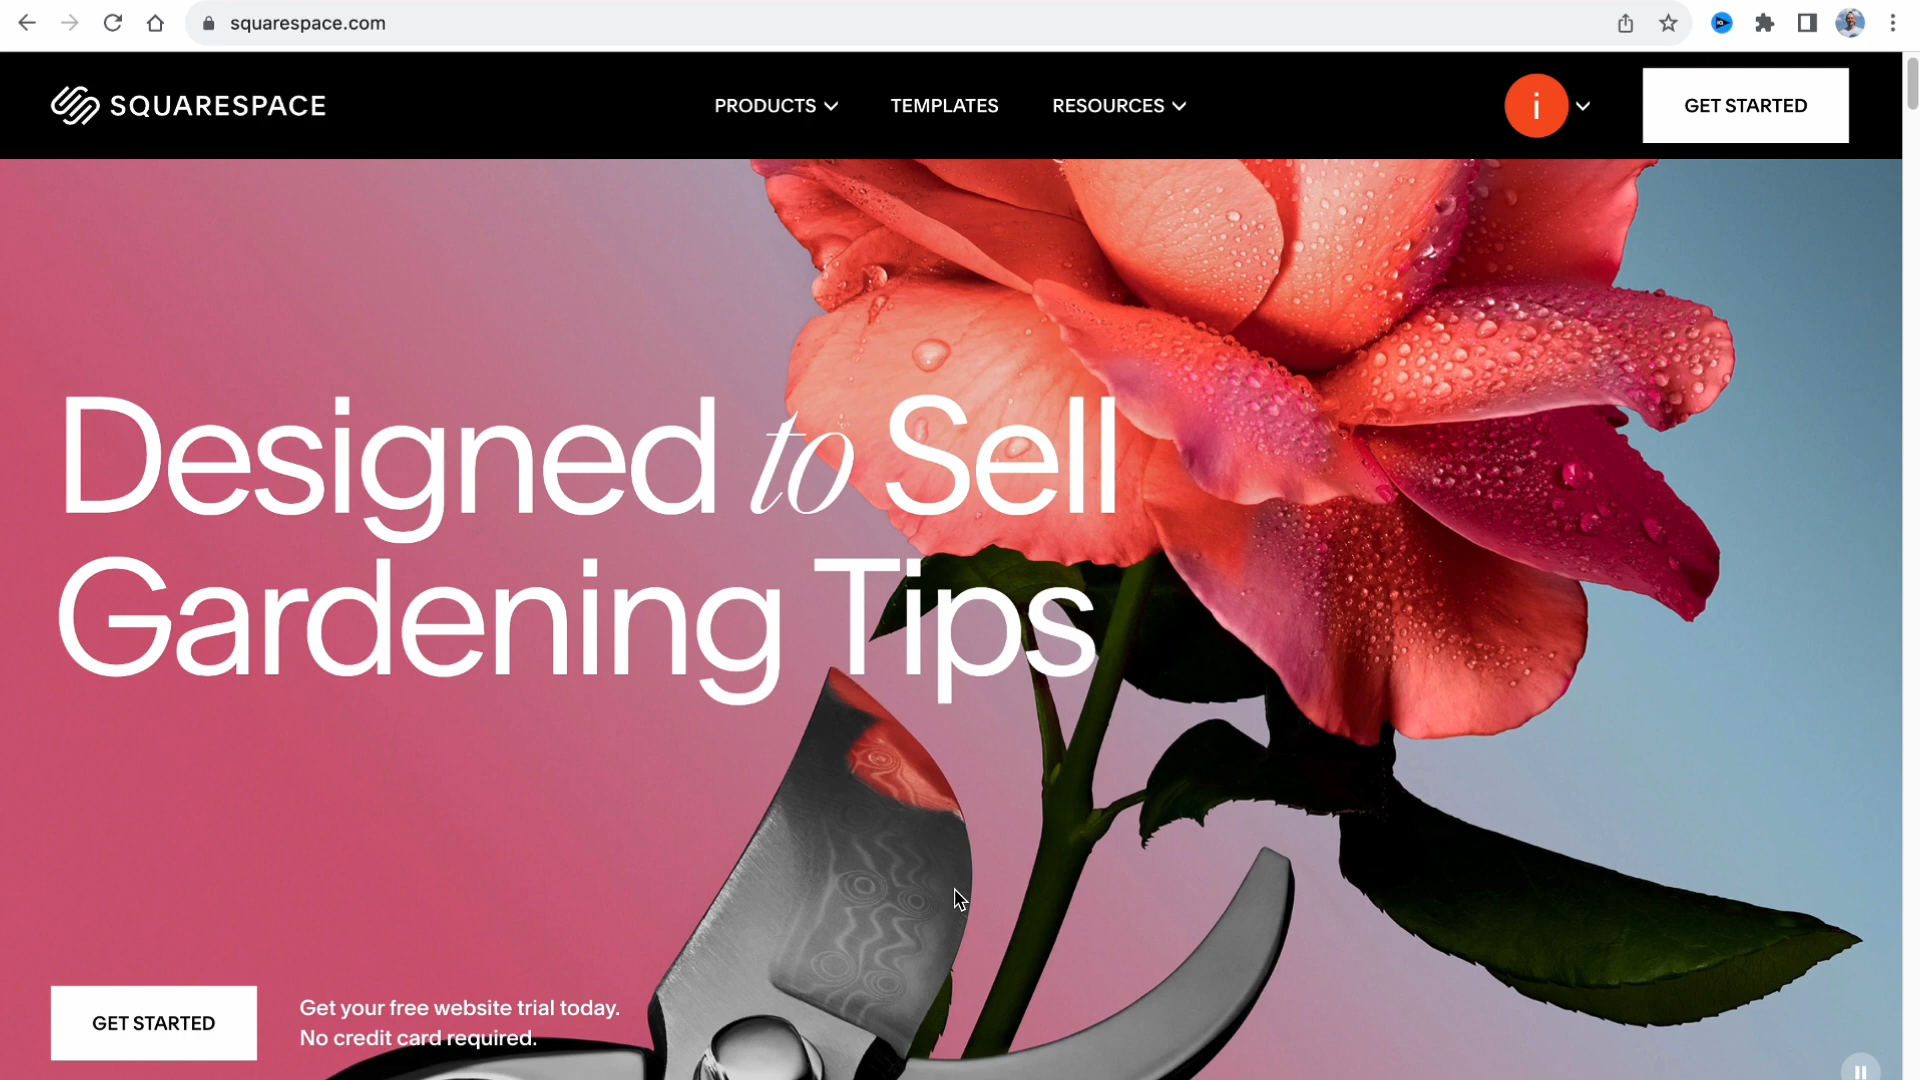 squarespace.com
SQUARESPACE
PRODUCTS
TEMPLATES
RESOURCES
i
GET STARTED
Designed to Sell
Gardening Tips
GET STARTED
Get your free website trial today.
No credit card required.